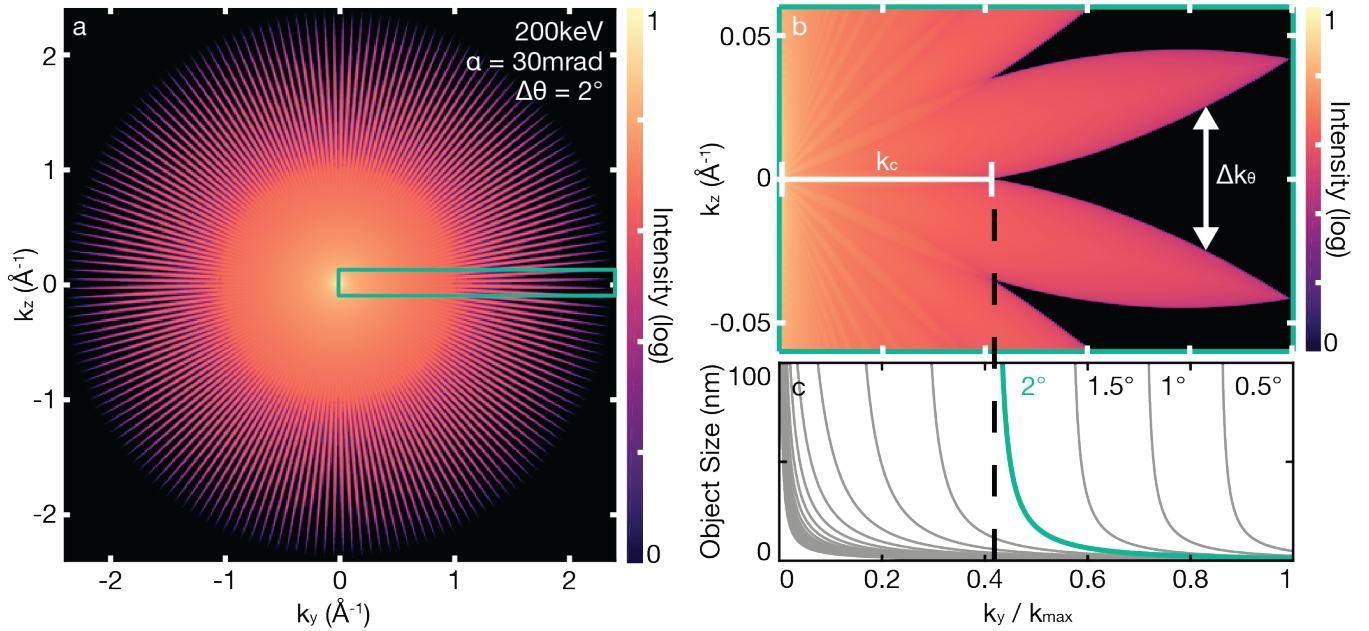 a
200keV
α = 30mrad
Δθ = 2°
2
1
0
-1
-2
kz (Å-1)
-2
-1
0
1
2
ky (Å-1)
1
Intensity (log)
0
b
0.05
0
-0.05
kz (Å-1)
kc
Δkθ
1
Intensity (log)
0
c
100
0
Object Size (nm)
2°
1.5°
1°
0.5°
0
0.2
0.4
0.6
0.8
1
ky / kmax